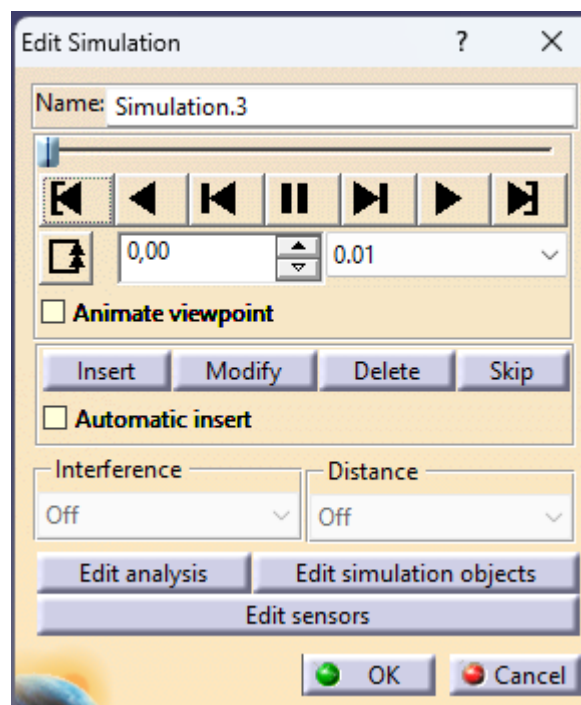 Edit Simulation ? ×
Name: Simulation.3
0,00 0.01
Animate viewpoint
Insert Modify Delete Skip
Automatic insert
Interference Distance
Off Off
Edit analysis Edit simulation objects
Edit sensors
OK Cancel